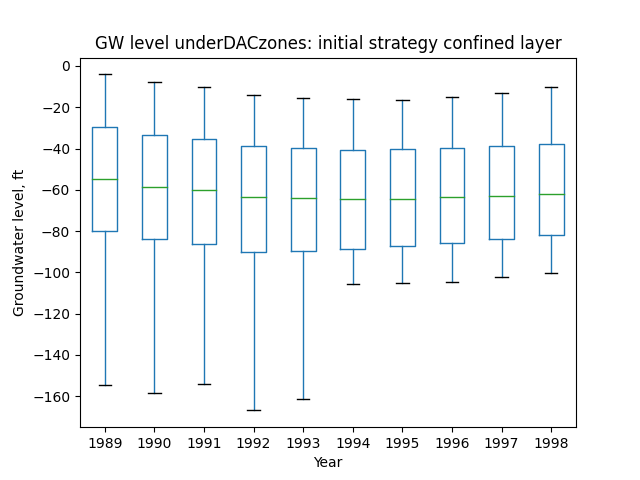 GW level underDACzones: initial strategy confined layer
0
−20
−40
−60
−80
−100
−120
−140
−160
Groundwater level, ft
1989 1990 1991 1992 1993 1994 1995 1996 1997 1998
Year